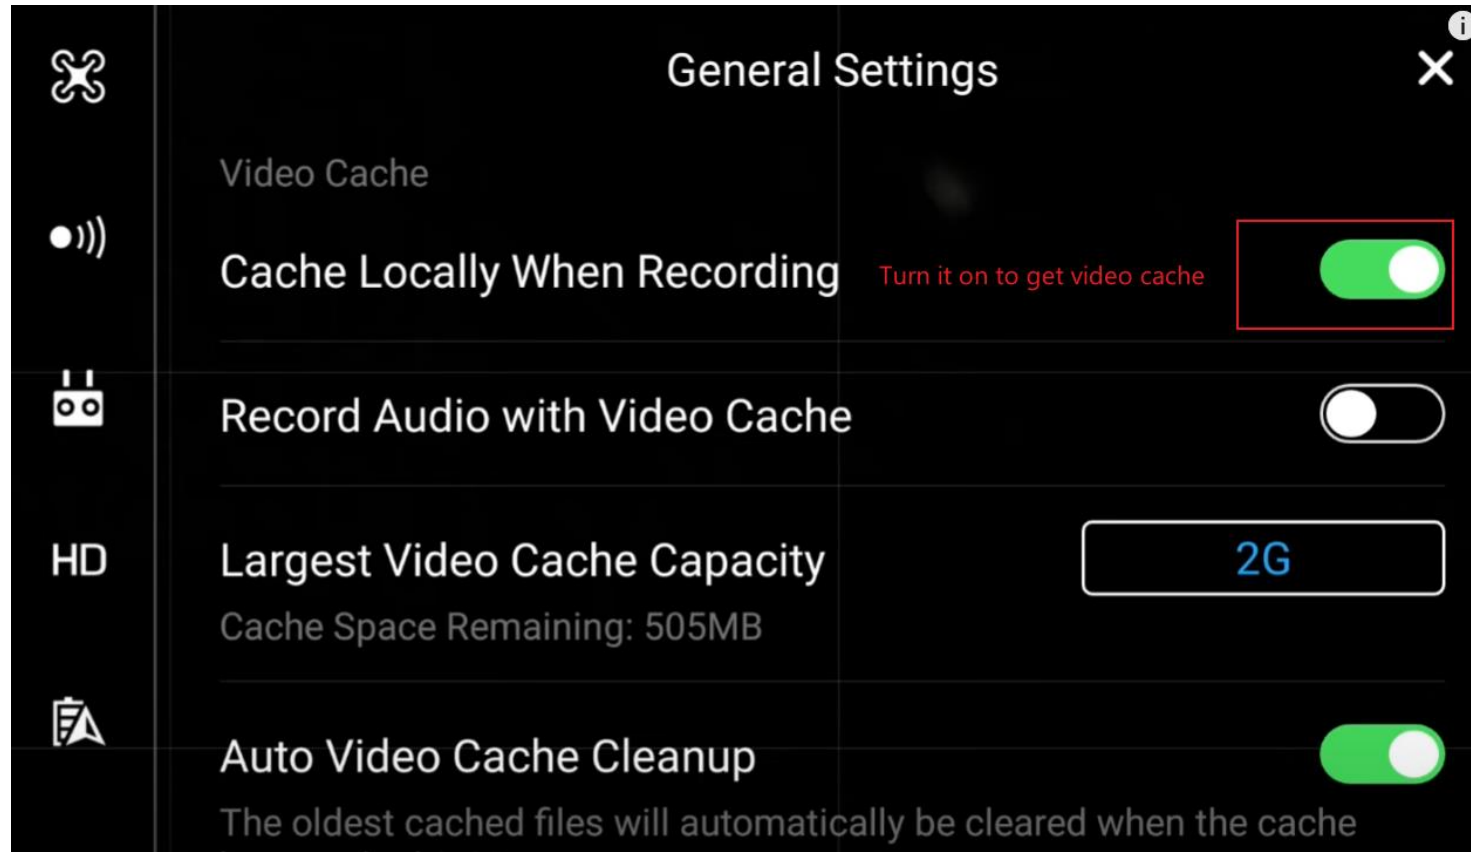 General Settings
Video Cache
Cache Locally When Recording Turn it on to get video cache
Record Audio with Video Cache
HD
Largest Video Cache Capacity 2G
Cache Space Remaining: 505MB
Auto Video Cache Cleanup
The oldest cached files will automatically be cleared when the cache